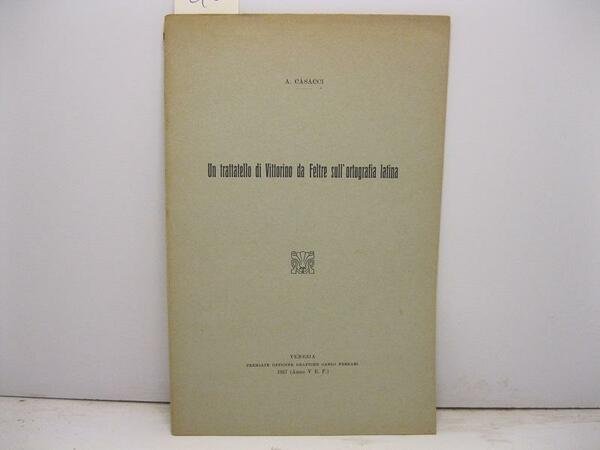 A. CASACCI
Un trattatello di Vittorino da Feltre sull'ortografia latina
VENEZIA
PREMIATE OFFICINE GRAFICHE CARLO FERRARI
1927 (Anno V E. F.)